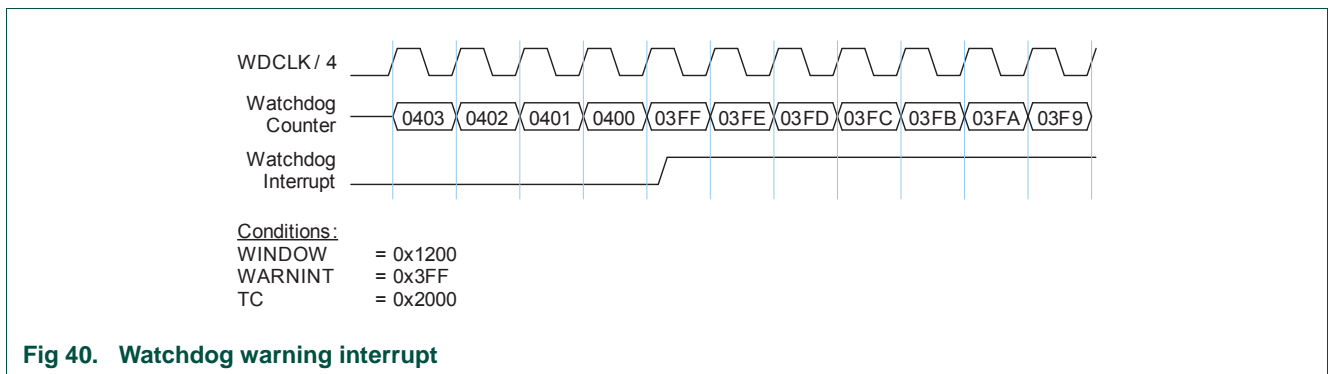 WDCLK / 4
Watchdog
Counter
0403 0402 0401 0400 03FF 03FE 03FD 03FC 03FB 03FA 03F9
Watchdog
Interrupt
Conditions:
WINDOW = 0x1200
WARNINT = 0x3FF
TC = 0x2000
Fig 40. Watchdog warning interrupt